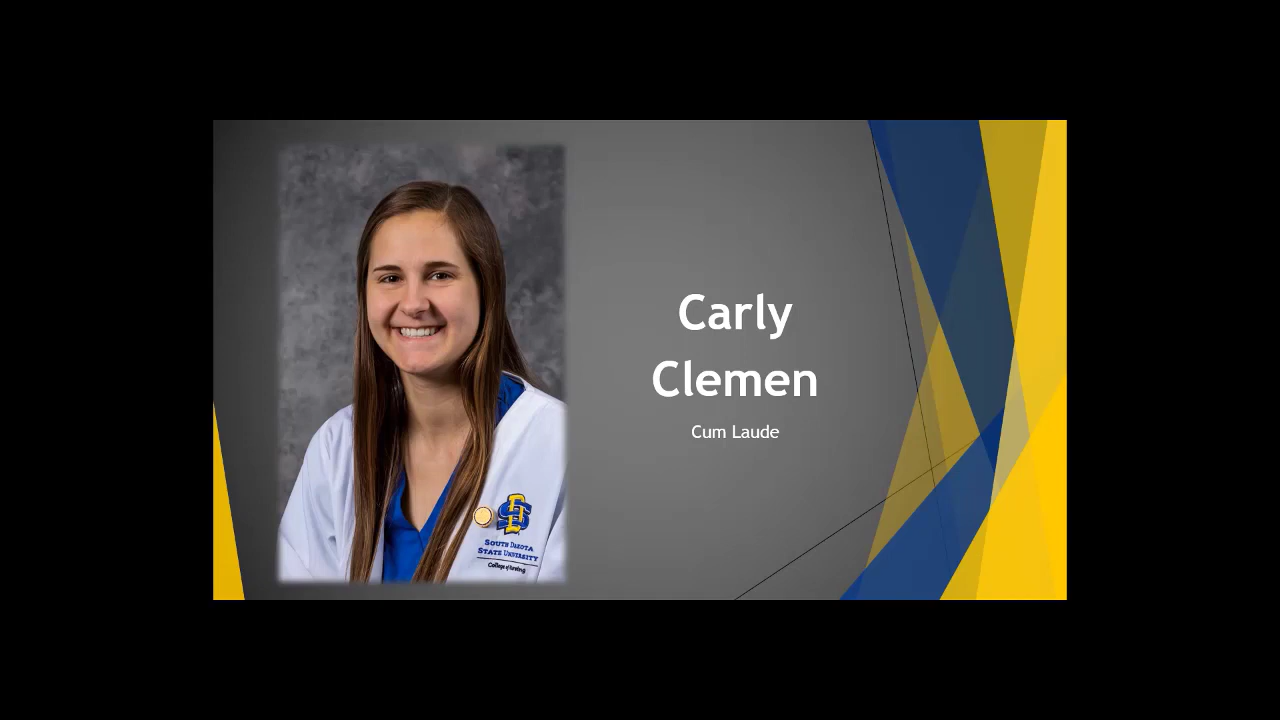 Carly
Clemen
Cum Laude
SOUTH DAKOTA
STATE UNIVERSITY
College of Nursing